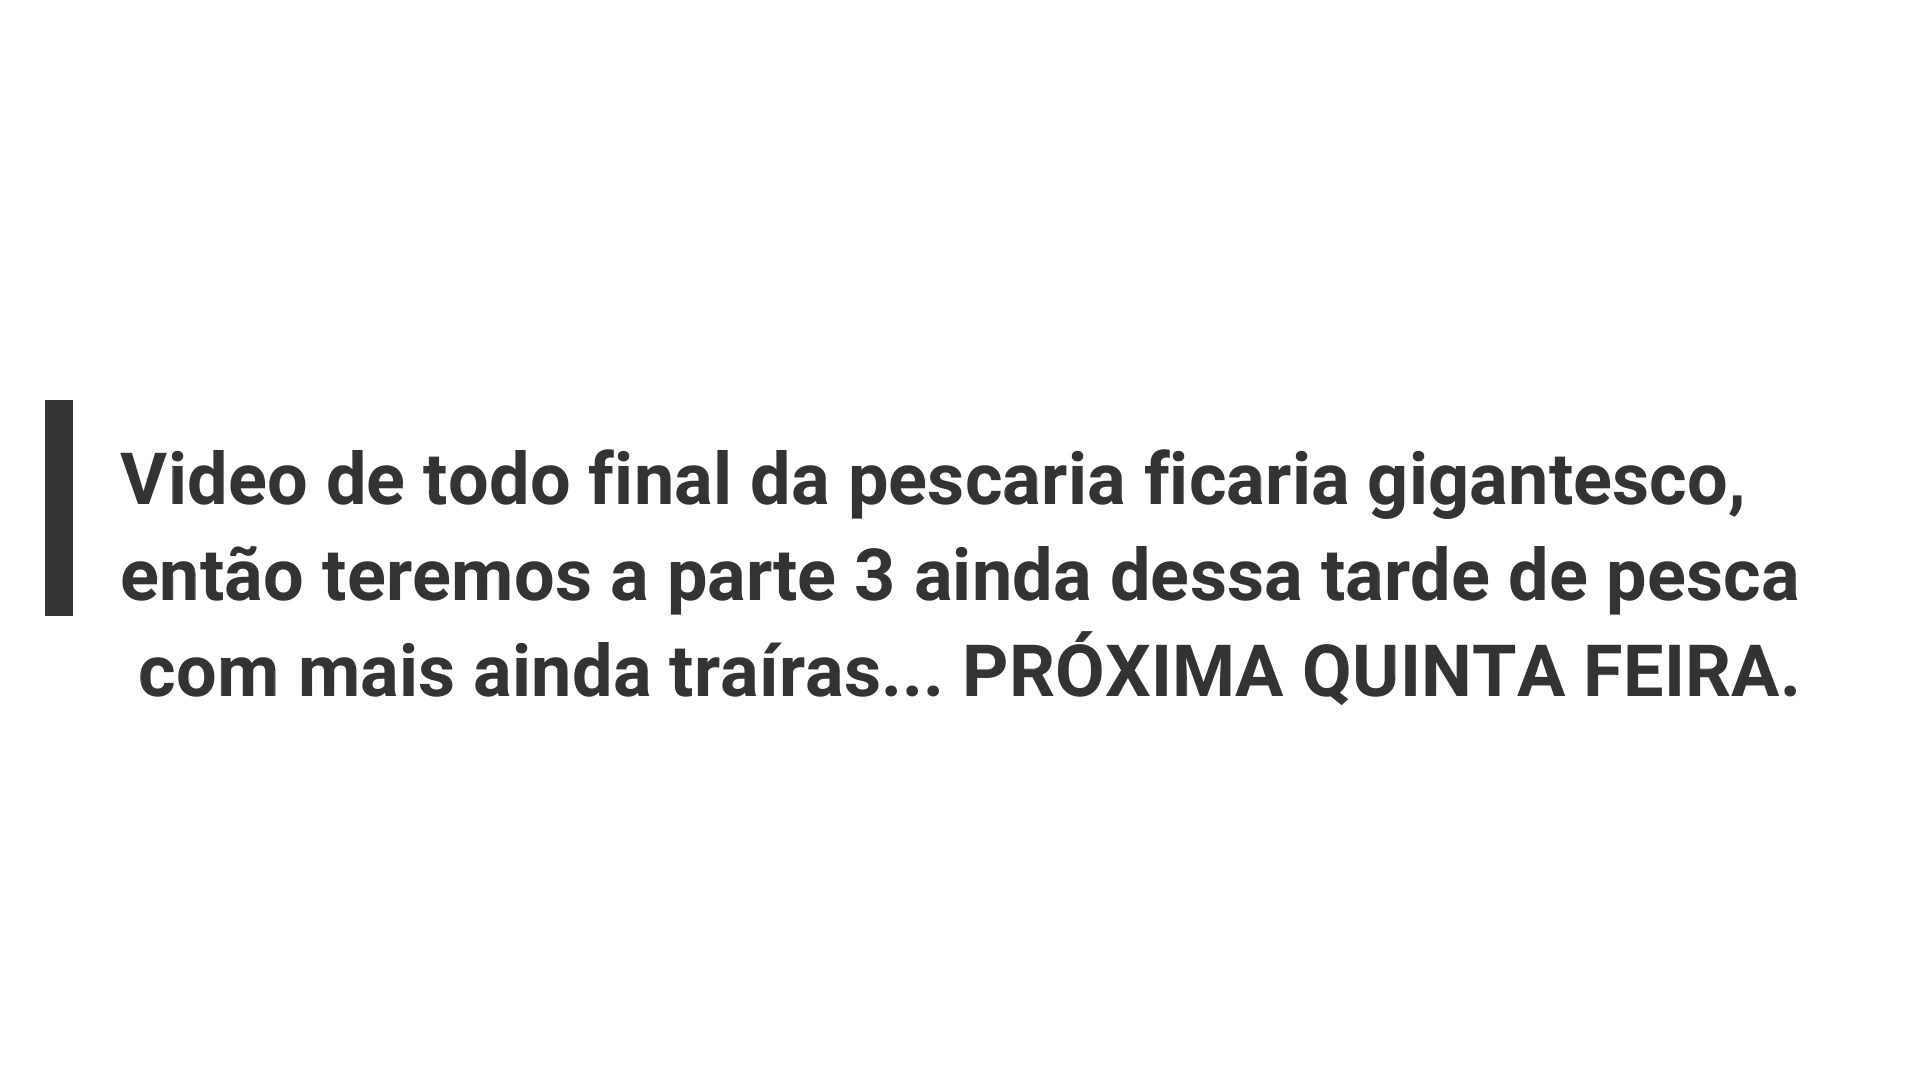 Video de todo final da pescaria ficaria gigantesco,
então teremos a parte 3 ainda dessa tarde de pesca
com mais ainda traíras... PRÓXIMA QUINTA FEIRA.